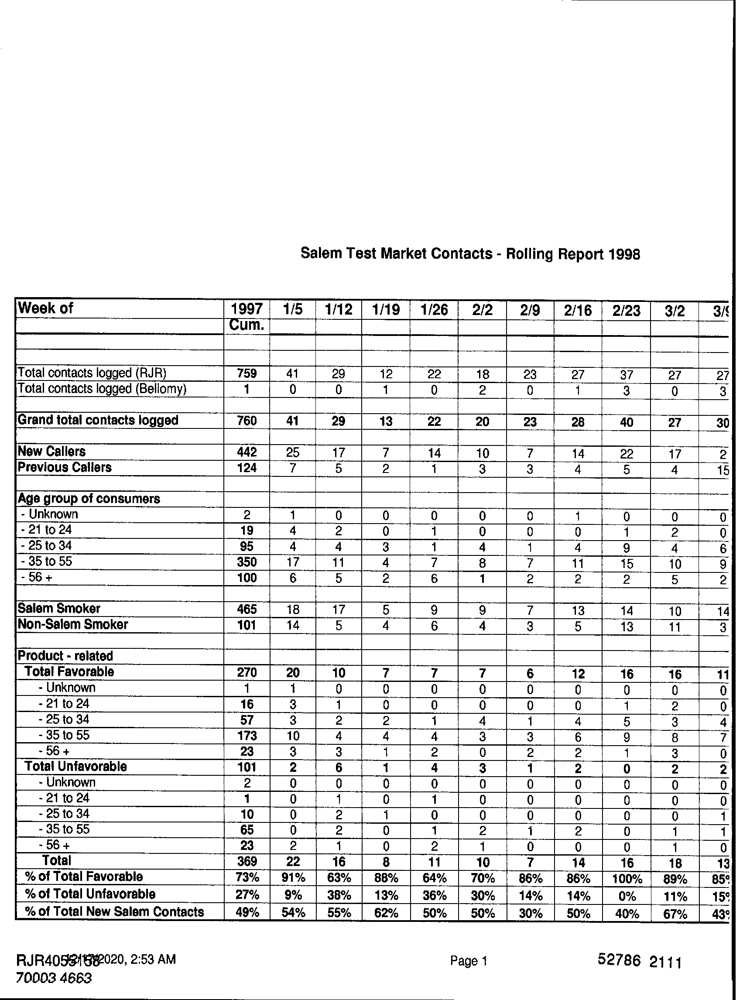 Salem Test Market Contacts - Rolling Report 1998
Week of 1997 1/5 1/12 1/19 1/26 2/2 2/9 2/16 2/23 3/2
Cum.
Total contacts logged (RJR) 759 41 29 12 22 18 23 27 37 27 27
Total contacts logged (Bellomy) 1 0 0 1 0 2 0 1 3 0 3
Grand total contacts logged 760 41 29 13 22 20 23 28 40 27 30
New Callers 442 25 17 7 14 10 7 14 22 17 2
Previous Callers 124 7 5 2 1 3 3 4 5 4 15
Age group of consumers
- Unknown 2 1 0 0 0 0 0 1 0 0 0
- 21 to 24 19 4 2 0 1 0 0 0 1 2 0
- 25 to 34 95 4 4 3 1 4 1 4 9 4 6
- 35 to 55 350 17 11 4 7 8 7 11 15 10 9
- 56 + 100 6 5 2 6 1 2 2 2 5 2
Salem Smoker 465 18 17 5 9 9 7 13 14 10 14
Non-Salem Smoker 101 14 5 4 6 4 3 5 13 11 3
Product - related
Total Favorable 270 20 10 7 7 7 6 12 16 16 11
- Unknown 1 1 0 0 0 0 0 0 0 0 0
- 21 to 24 16 3 1 0 0 0 0 0 1 2 0
- 25 to 34 57 3 2 2 1 4 1 4 5 3 4
- 35 to 55 173 10 4 4 4 3 3 6 9 8 7
- 56 + 23 3 3 1 2 0 2 2 1 3 0
Total Unfavorable 101 2 6 1 4 3 1 2 0 2 2
- Unknown 2 0 0 0 0 0 0 0 0 0 0
- 21 to 24 1 0 1 0 1 0 0 0 0 0 0
- 25 to 34 10 0 2 1 0 0 0 0 0 0 1
- 35 to 55 65 0 2 0 1 2 1 2 0 1 1
- 56 + 23 2 1 0 2 1 0 0 0 1 0
Total 369 22 16 8 11 10 7 14 16 18 13
% of Total Favorable 73% 91% 63% 88% 64% 70% 86% 86% 100% 89% 85%
% of Total Unfavorable 27% 9% 38% 13% 36% 30% 14% 14% 0% 11% 15%
% of Total New Salem Contacts 49% 54% 55% 62% 50% 50% 30% 50% 40% 67% 43%
2020, 2:53 AM Page 1 52786 2111
70003 4663